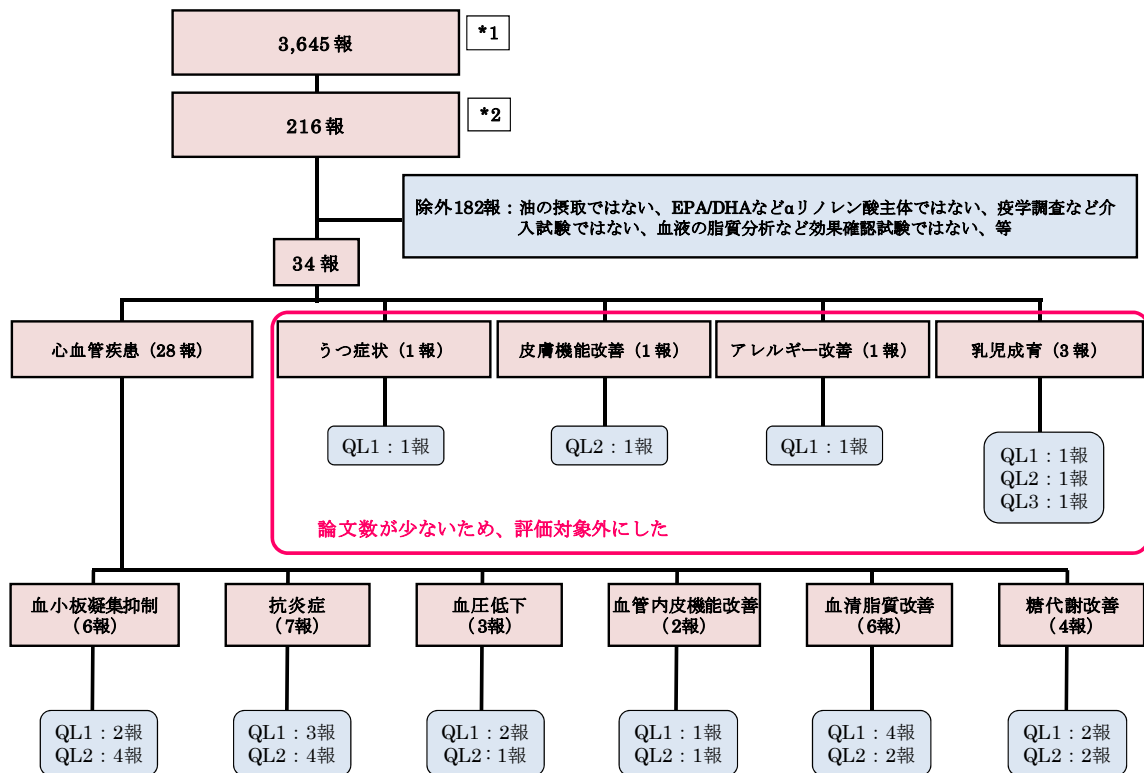 3,645報
*1
216報
*2
除外182報：油の摂取ではない、EPA/DHAなどαリノレン酸主体ではない、疫学調査など介
入試験ではない、血液の脂質分析など効果確認試験ではない、等
34報
心血管疾患（28報）
うつ症状（1報）
皮膚機能改善（1報）
アレルギー改善（1報）
乳児成育（3報）
QL1：1報
QL2：1報
QL1：1報
QL1：1報
QL2：1報
QL3：1報
論文数が少ないため、評価対象外にした
血小板凝集抑制
（6報）
抗炎症
（7報）
血圧低下
（3報）
血管内皮機能改善
（2報）
血清脂質改善
（6報）
糖代謝改善
（4報）
QL1：2報
QL2：4報
QL1：3報
QL2：4報
QL1：2報
QL2：1報
QL1：1報
QL2：1報
QL1：4報
QL2：2報
QL1：2報
QL2：2報